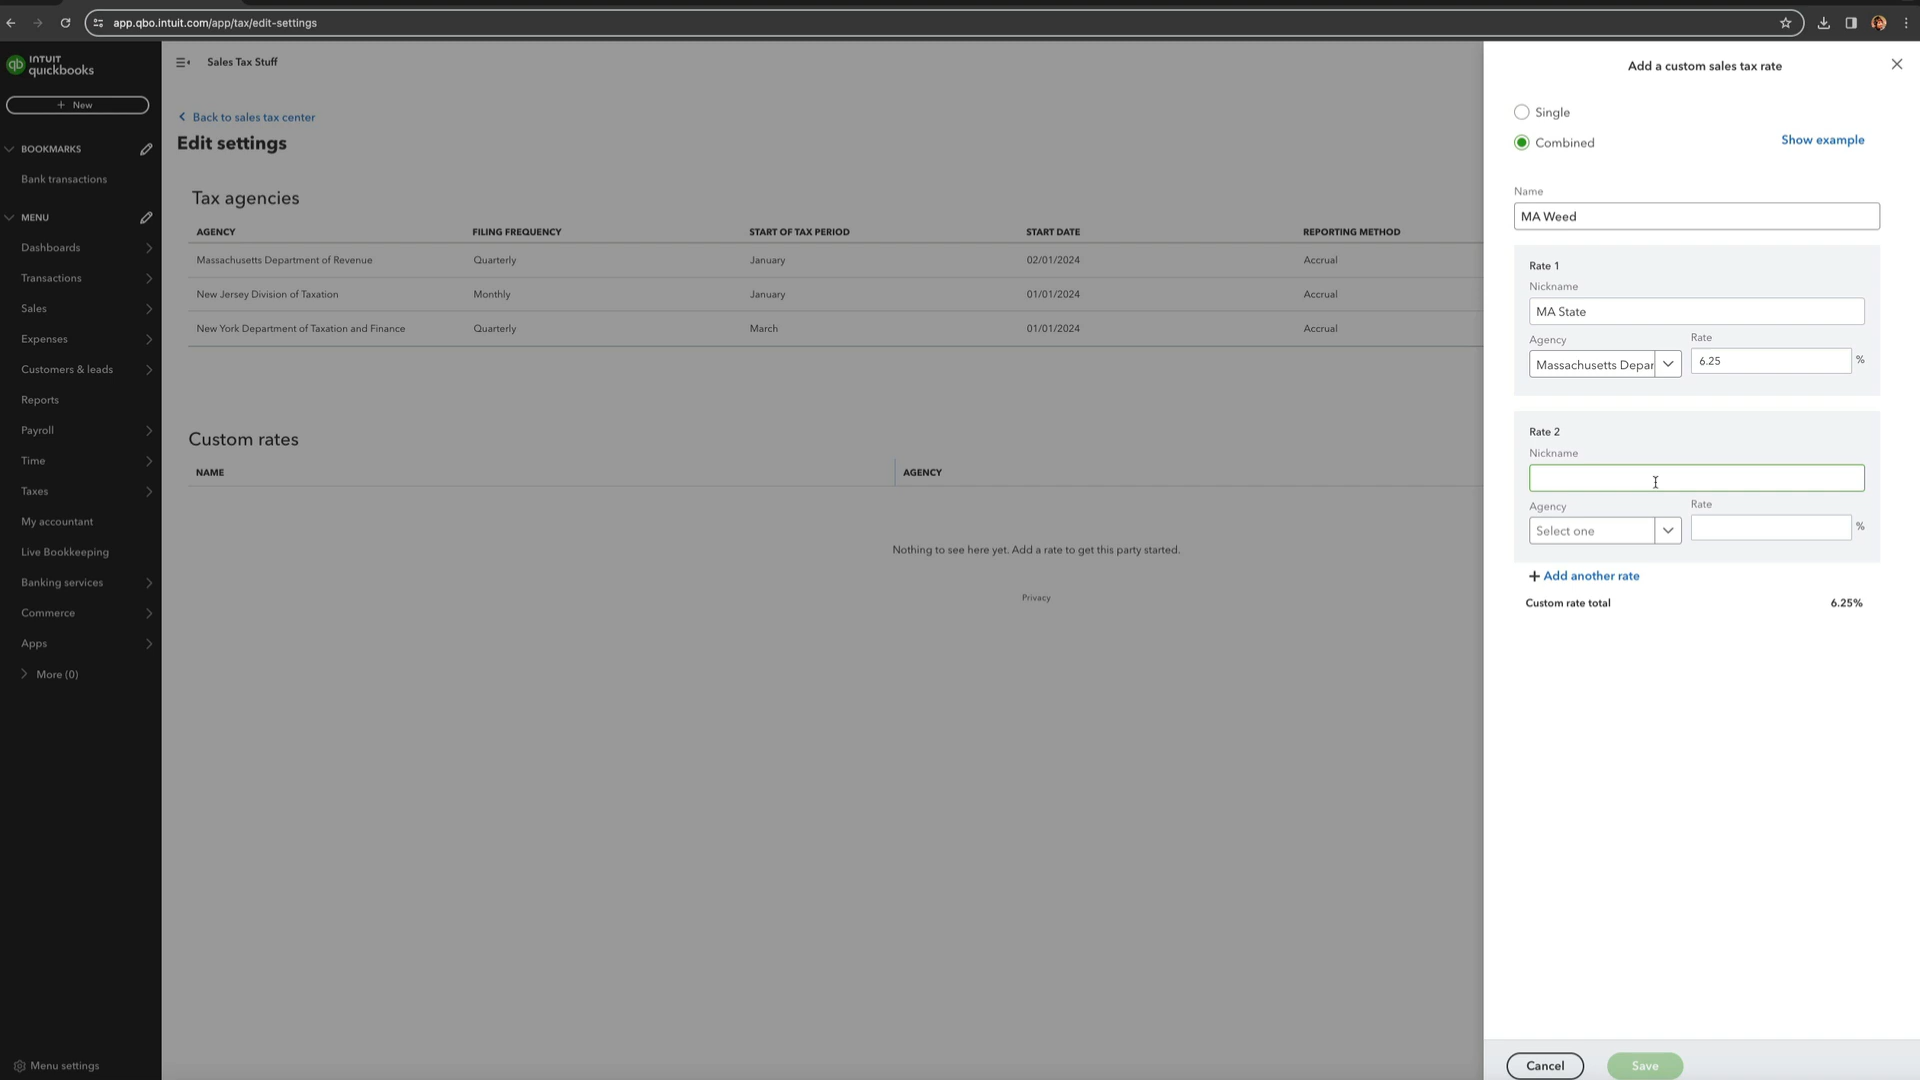 app.qbo.intuit.com/app/tax/edit-settings
qb INTUIT quickbooks
+ New
BOOKMARKS
Bank transactions
MENU
Dashboards
Transactions
Sales
Expenses
Customers & leads
Reports
Payroll
Time
Taxes
My accountant
Live Bookkeeping
Banking services
Commerce
Apps
More (0)
Menu settings
Sales Tax Stuff
Back to sales tax center
Edit settings
Tax agencies
AGENCY FILING FREQUENCY START OF TAX PERIOD START DATE REPORTING METHOD
Massachusetts Department of Revenue Quarterly January 02/01/2024 Accrual
New Jersey Division of Taxation Monthly January 01/01/2024 Accrual
New York Department of Taxation and Finance Quarterly March 01/01/2024 Accrual
Custom rates
NAME AGENCY
Nothing to see here yet. Add a rate to get this party started.
Privacy
Add a custom sales tax rate
Single
Combined Show example
Name
MA Weed
Rate 1
Nickname
MA State
Agency Rate
Massachusetts Depar 6.25 %
Rate 2
Nickname
Agency Rate
Select one %
+ Add another rate
Custom rate total 6.25%
Cancel Save